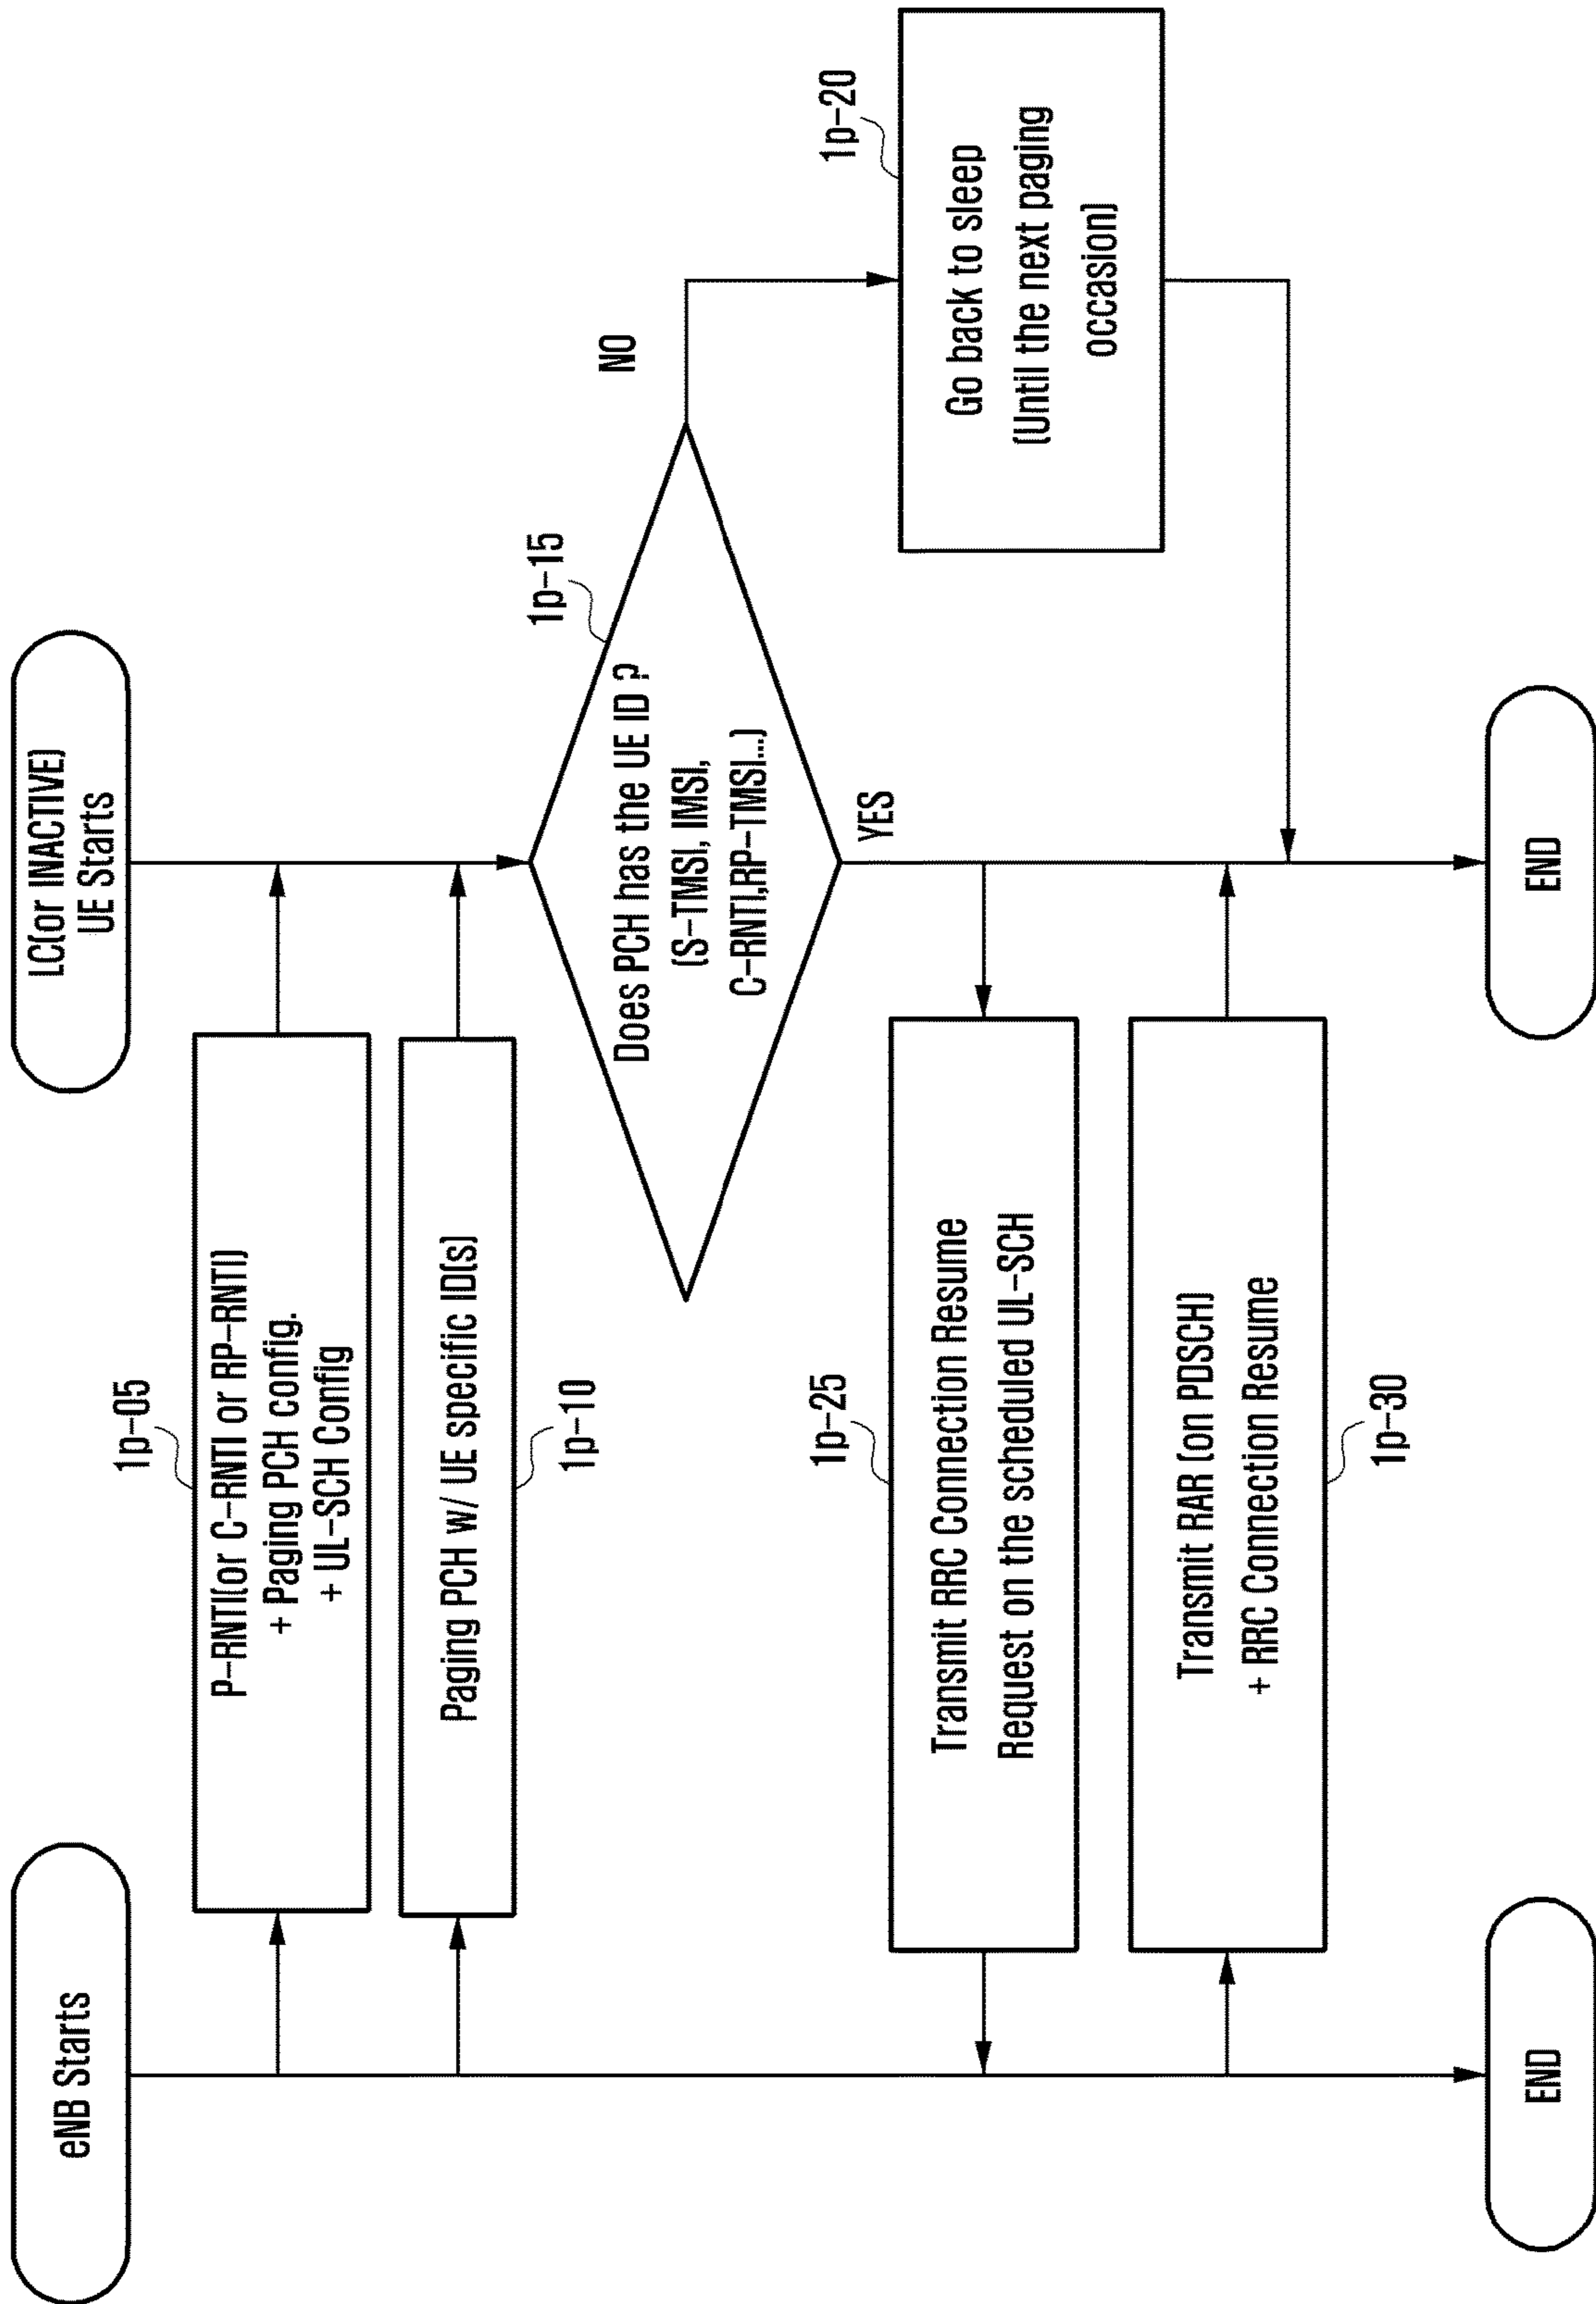 eNB Starts
LC(or INACTIVE)
UE Starts
1p-05
P-RNTI(or C-RNTI or RP-RNTI)
+ Paging PCH config.
+ UL-SCH Config
Paging PCH w/ UE specific ID(s)
1p-10
1p-15
Does PCH has the UE ID ?
(S-TMSI, IMSI,
C-RNTI,RP-TMSI...)
NO
YES
1p-20
Go back to sleep
(Until the next paging
occasion)
1p-25
Transmit RRC Connection Resume
Request on the scheduled UL-SCH
Transmit RAR (on PDSCH)
+ RRC Connection Resume
1p-30
END
END